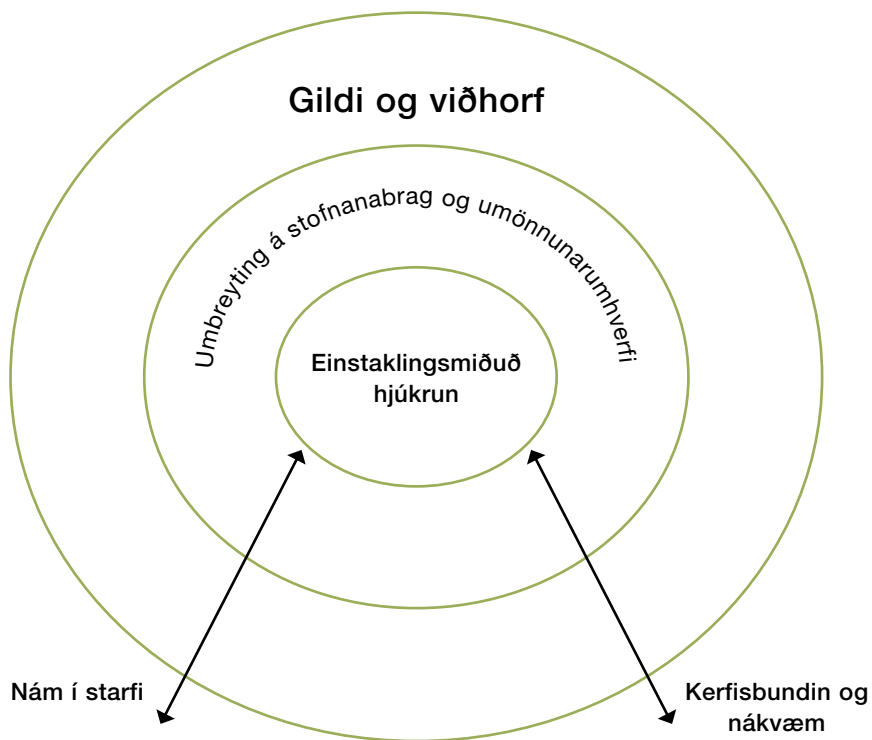 Gildi og viðhorf
Umbreyting á stofnanabrag og umönnunarumhverfi
Einstaklingsmiðuð
hjúkrun
Nám í starfi
Kerfisbundin og
nákvæm